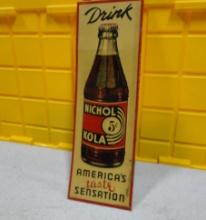 Drink
NICHOL
5¢
KOLA
AMERICA'S
taste
SENSATION